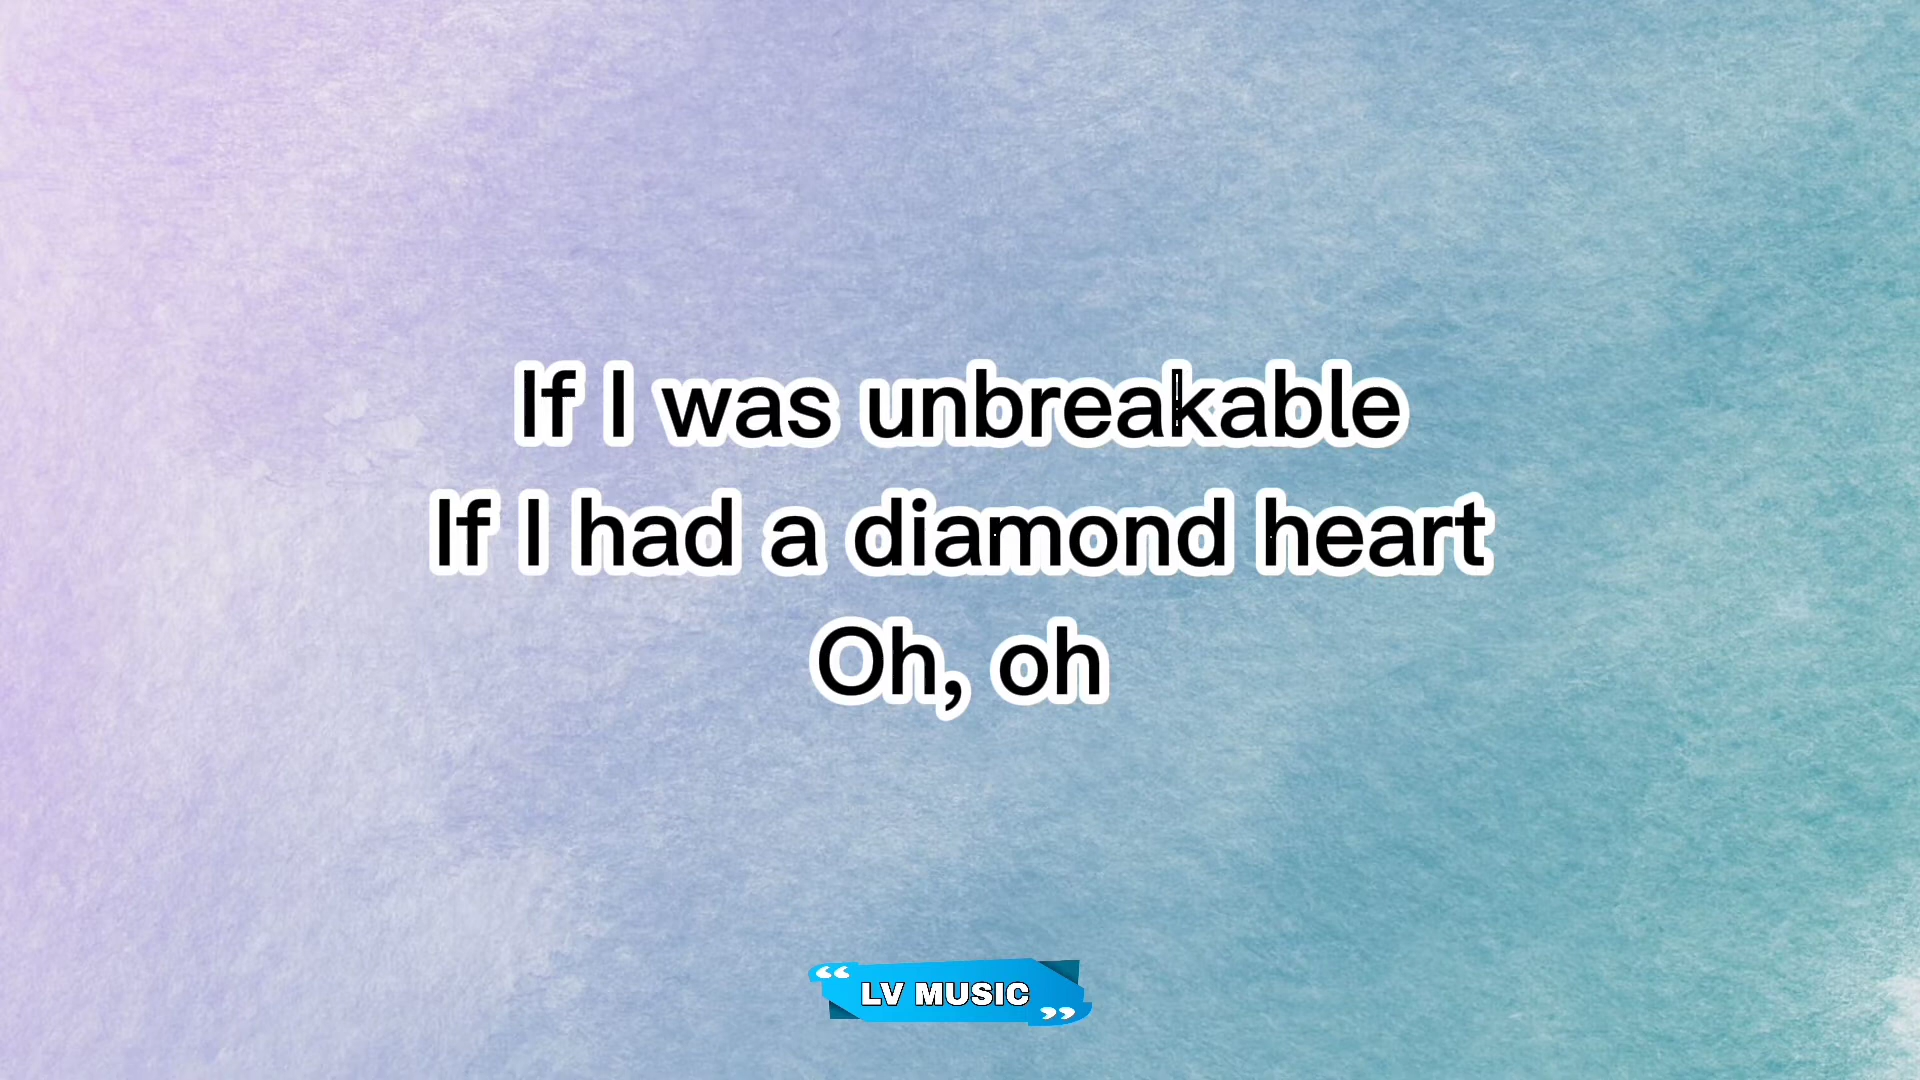 If I was unbreakable
If I had a diamond heart
Oh, oh
“ LV MUSIC ”